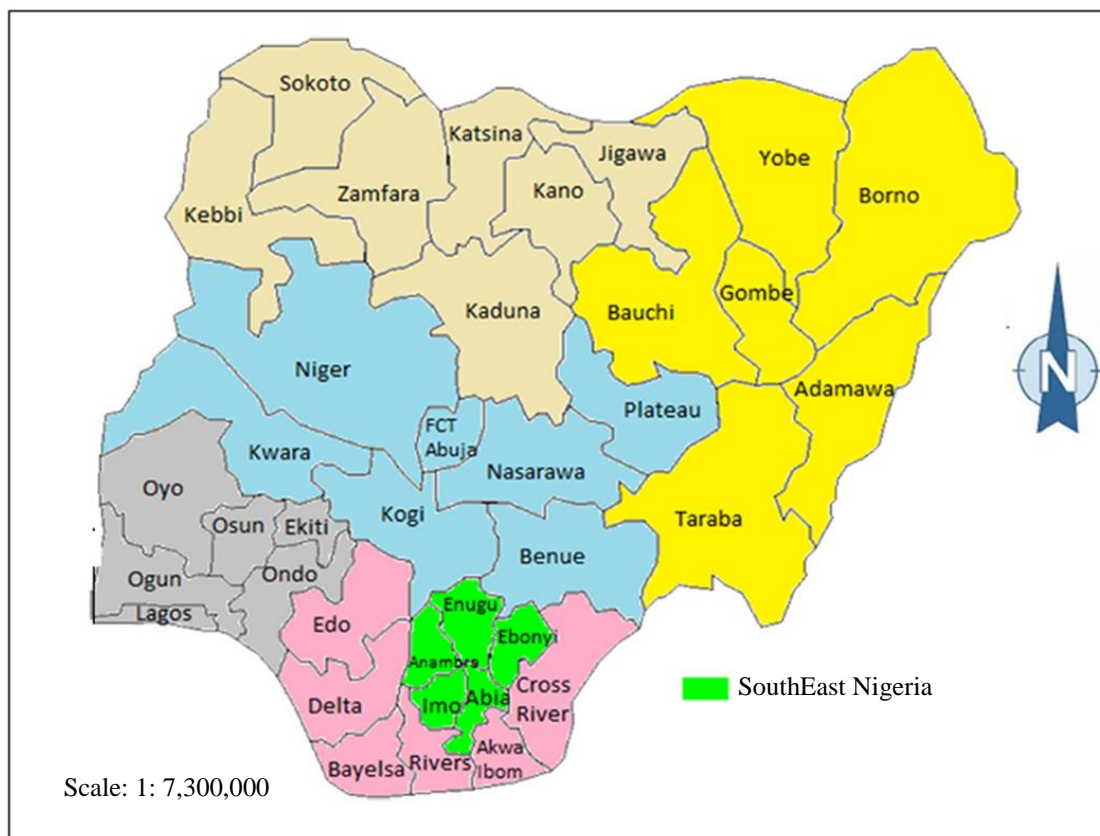 Sokoto
Katsina
Jigawa
Yobe
Borno
Zamfara
Kano
Kebbi
Kaduna
Bauchi
Gombe
Niger
Adamawa
Plateau
FCT
Abuja
Kwara
Nasarawa
Oyo
Kogi
Taraba
Osun
Ekiti
Benue
Ogun
Ondo
Lagos
Edo
Enugu
Ebonyi
Anambra
Imo
Abia
Cross
River
Delta
Bayelsa
Rivers
Akwa
Ibom
N
SouthEast Nigeria
Scale: 1: 7,300,000